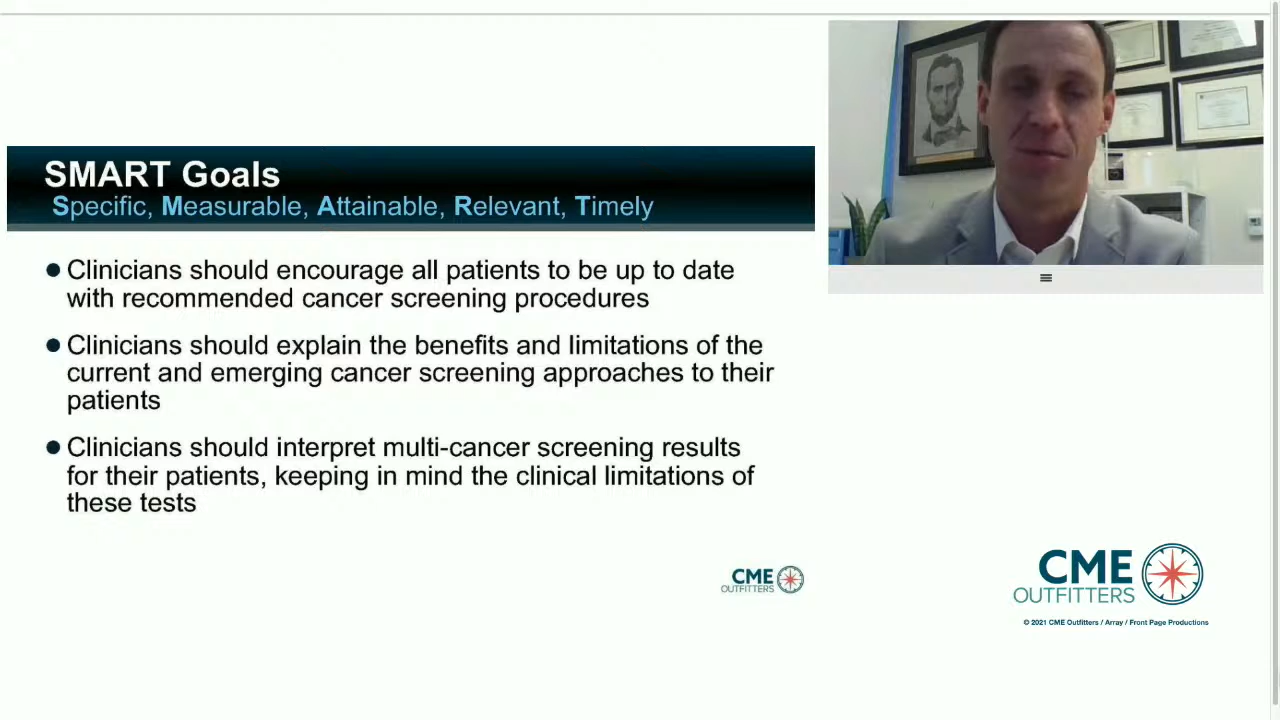 SMART Goals
Specific, Measurable, Attainable, Relevant, Timely
● Clinicians should encourage all patients to be up to date
with recommended cancer screening procedures
● Clinicians should explain the benefits and limitations of the
current and emerging cancer screening approaches to their
patients
● Clinicians should interpret multi-cancer screening results
for their patients, keeping in mind the clinical limitations of
these tests
CME
OUTFITTERS
CME
OUTFITTERS
© 2021 CME Outfitters / Array / Front Page Productions